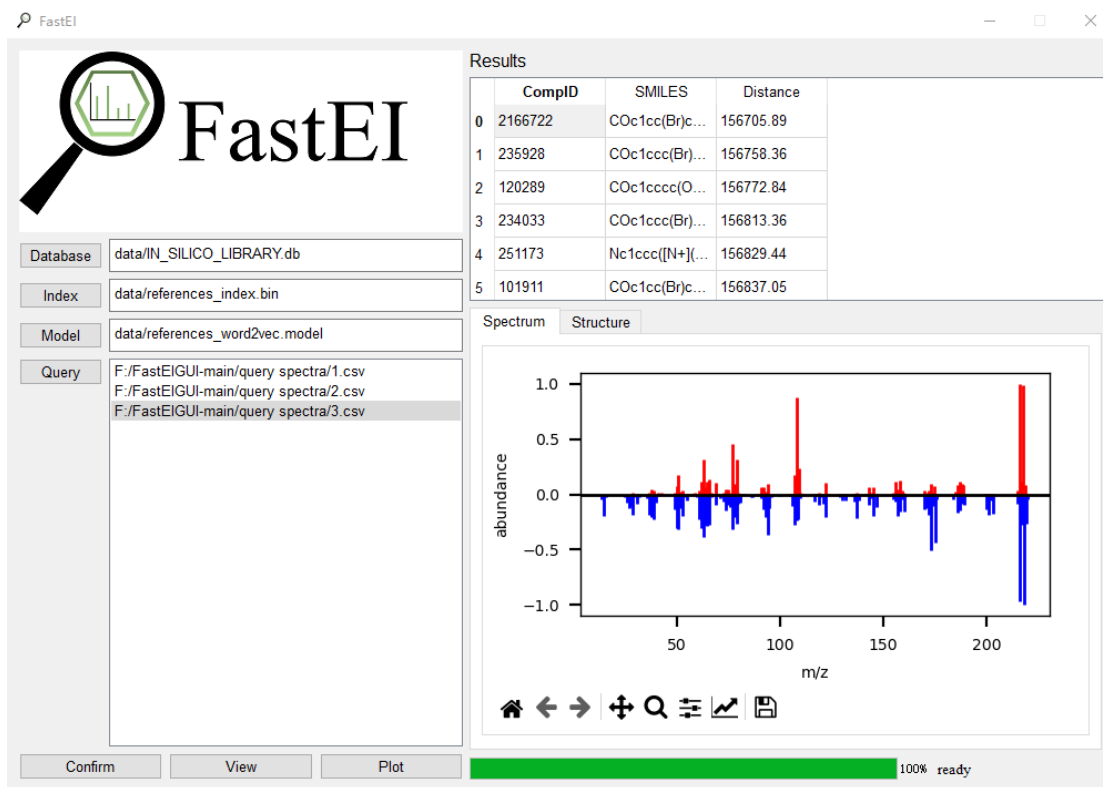 FastEI
FastEI
Database
data/IN_SILICO_LIBRARY.db
Index
data/references_index.bin
Model
data/references_word2vec.model
Query
F:/FastEIGUI-main/query spectra/1.csv
F:/FastEIGUI-main/query spectra/2.csv
F:/FastEIGUI-main/query spectra/3.csv
Confirm View Plot
Results
CompID SMILES Distance
0 2166722 COc1cc(Br)c... 156705.89
1 235928 COc1ccc(Br)... 156758.36
2 120289 COc1cccc(O... 156772.84
3 234033 COc1ccc(Br)... 156813.36
4 251173 Nc1ccc([N+](... 156829.44
5 101911 COc1cc(Br)c... 156837.05
Spectrum Structure
1.0
0.5
0.0
−0.5
−1.0
abundance
50 100 150 200
m/z
100% ready